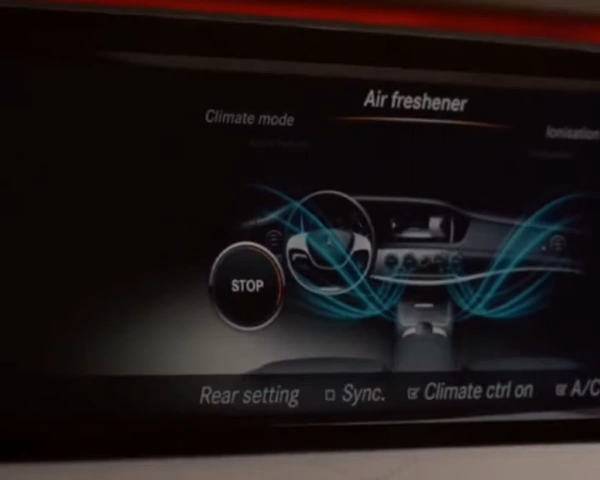 Air freshener
Climate mode
Ionisation
STOP
Rear setting Sync. Climate ctrl on A/C